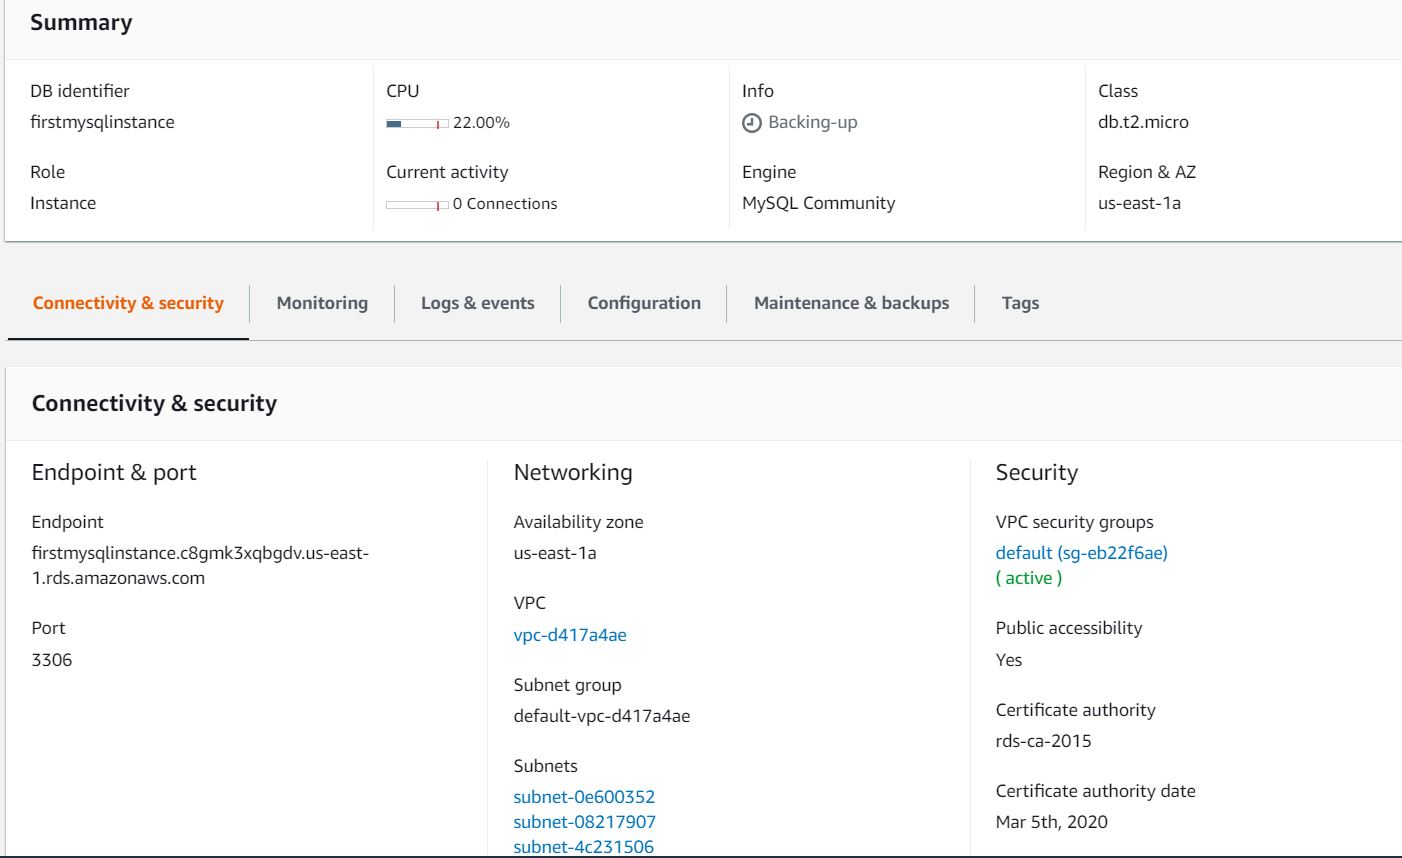 Summary
DB identifier
firstmysqlinstance
CPU
22.00%
Info
Backing-up
Class
db.t2.micro
Role
Instance
Current activity
0 Connections
Engine
MySQL Community
Region & AZ
us-east-1a
Connectivity & security
Monitoring
Logs & events
Configuration
Maintenance & backups
Tags
Connectivity & security
Endpoint & port
Endpoint
firstmysqlinstance.c8gmk3xqbgdv.us-east-
1.rds.amazonaws.com
Port
3306
Networking
Availability zone
us-east-1a
VPC
vpc-d417a4ae
Subnet group
default-vpc-d417a4ae
Subnets
subnet-0e600352
subnet-08217907
subnet-4c231506
Security
VPC security groups
default (sg-eb22f6ae)
( active )
Public accessibility
Yes
Certificate authority
rds-ca-2015
Certificate authority date
Mar 5th, 2020